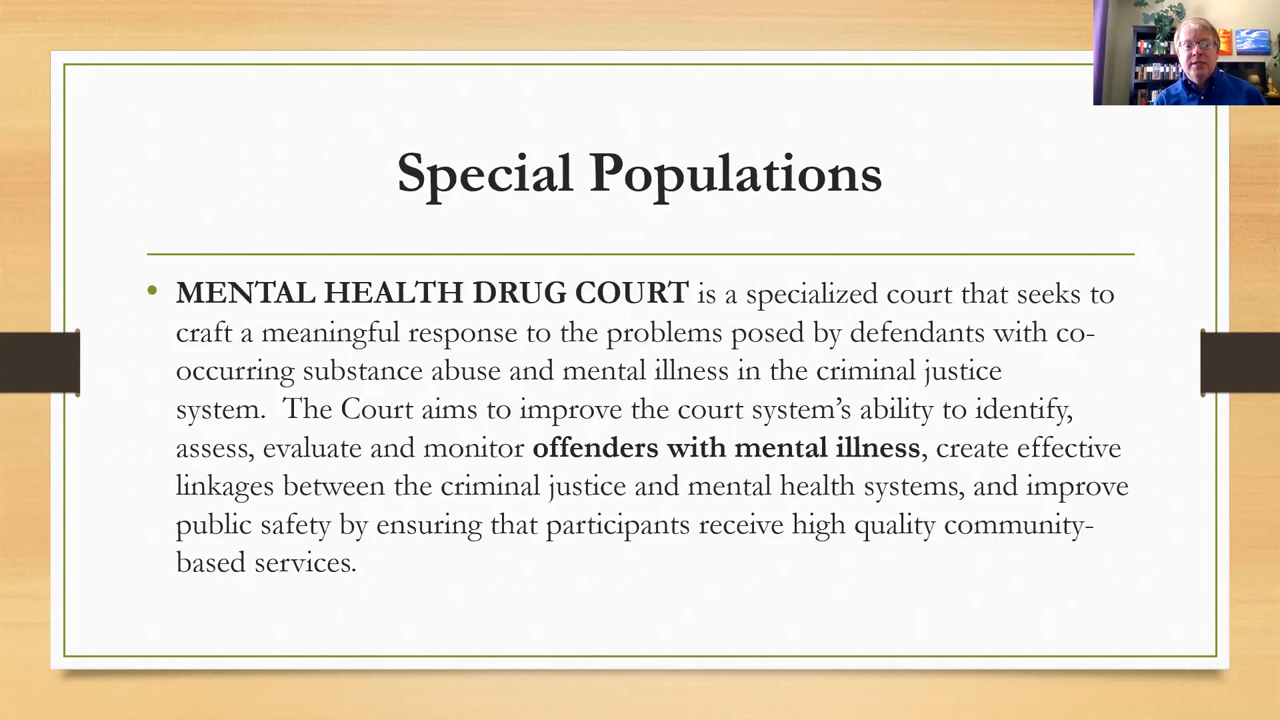 Special Populations
• MENTAL HEALTH DRUG COURT is a specialized court that seeks to
craft a meaningful response to the problems posed by defendants with co-
occurring substance abuse and mental illness in the criminal justice
system.  The Court aims to improve the court system’s ability to identify,
assess, evaluate and monitor offenders with mental illness, create effective
linkages between the criminal justice and mental health systems, and improve
public safety by ensuring that participants receive high quality community-
based services.